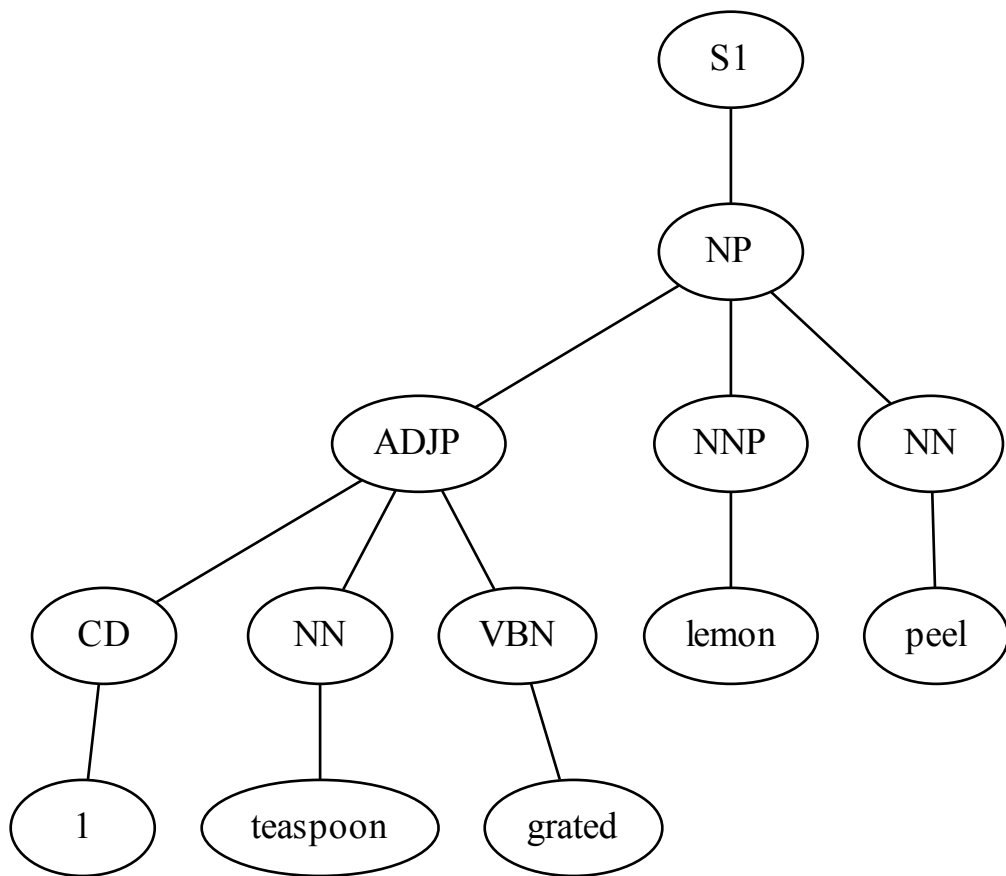 S1
NP
ADJP NNP NN
CD NN VBN lemon peel
1 teaspoon grated